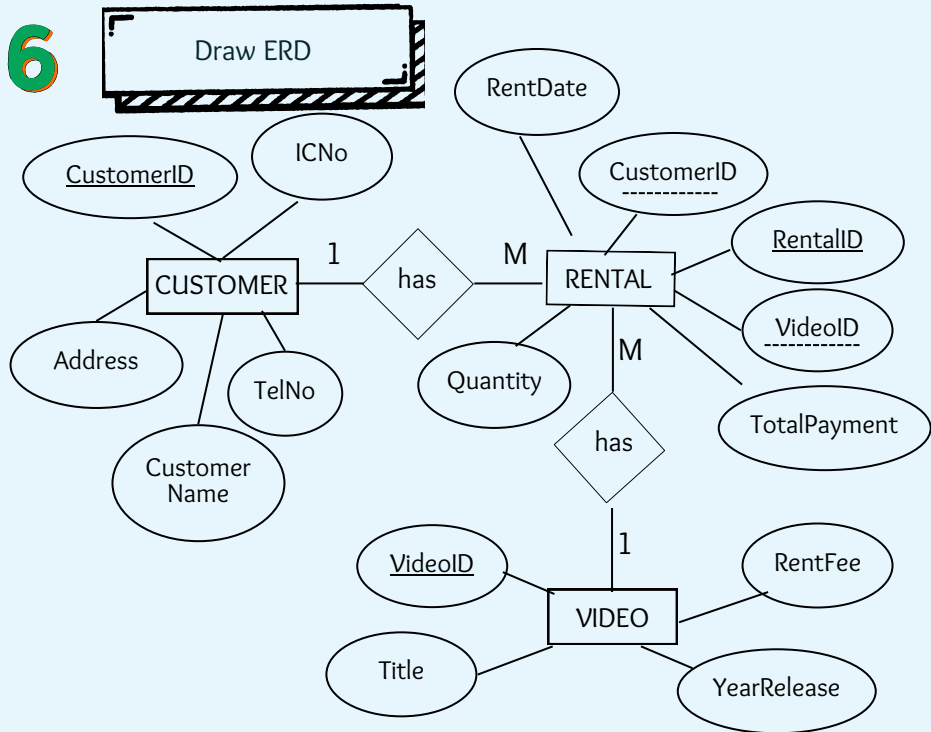 6
Draw ERD
RentDate
ICNo
CustomerID
CustomerID
RentalID
1
M
has
CUSTOMER
RENTAL
VideoID
Address
M
TelNo
Quantity
TotalPayment
has
Customer
Name
1
VideoID
RentFee
VIDEO
Title
YearRelease